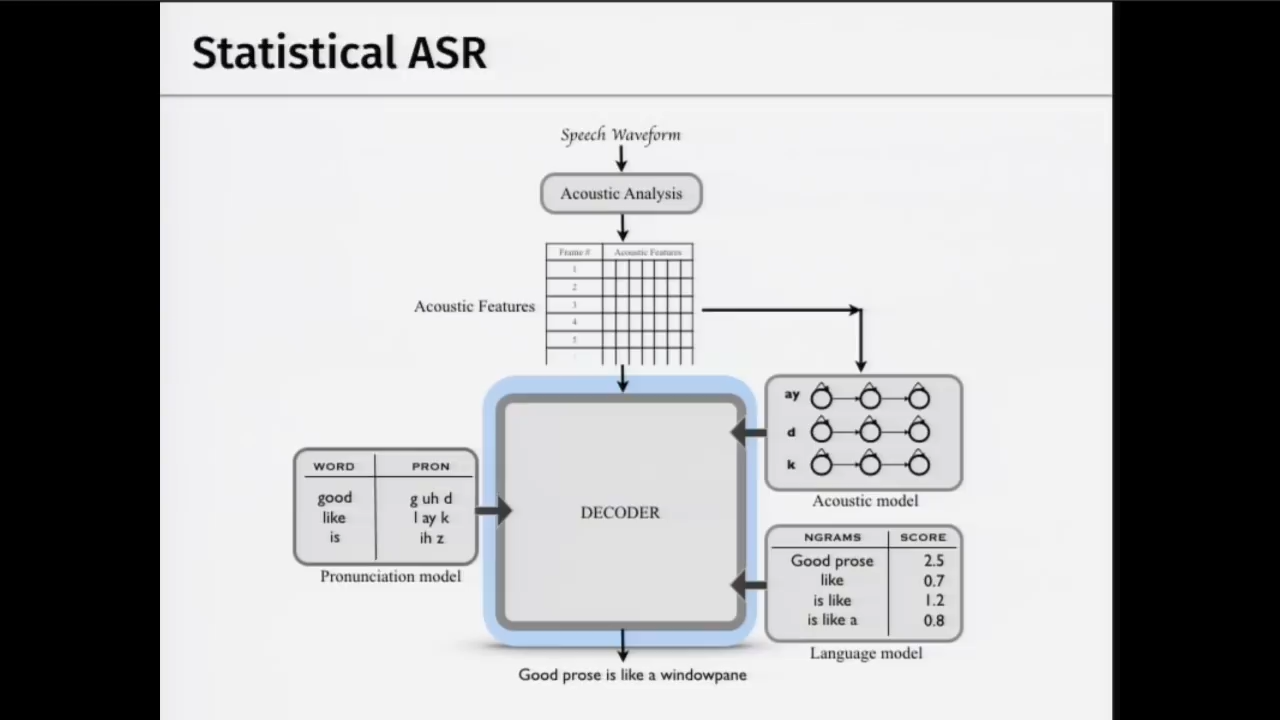 Statistical ASR
Speech Waveform
Acoustic Analysis
Frame # Acoustic Features
1
2
3
4
5
Acoustic Features
ay
d
k
Acoustic model
WORD PRON
good g uh d
like l ay k
is ih z
Pronunciation model
DECODER
NGRAMS SCORE
Good prose 2.5
like 0.7
is like 1.2
is like a 0.8
Language model
Good prose is like a windowpane